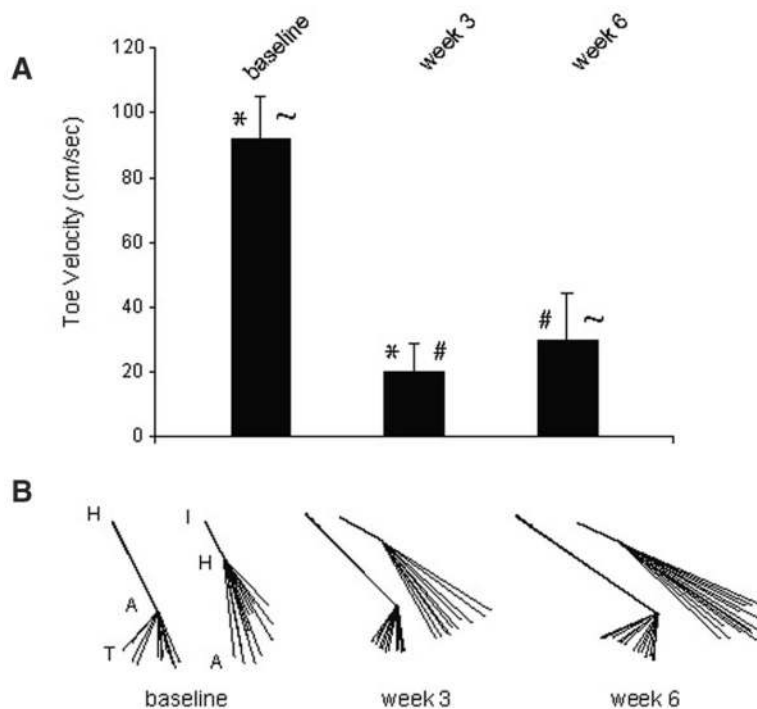 A
baseline
week 3
week 6
Toe Velocity (cm/sec)
120
100
80
60
40
20
0
* ~
* #
# ~
B
H
I
H
A
T
A
baseline
week 3
week 6